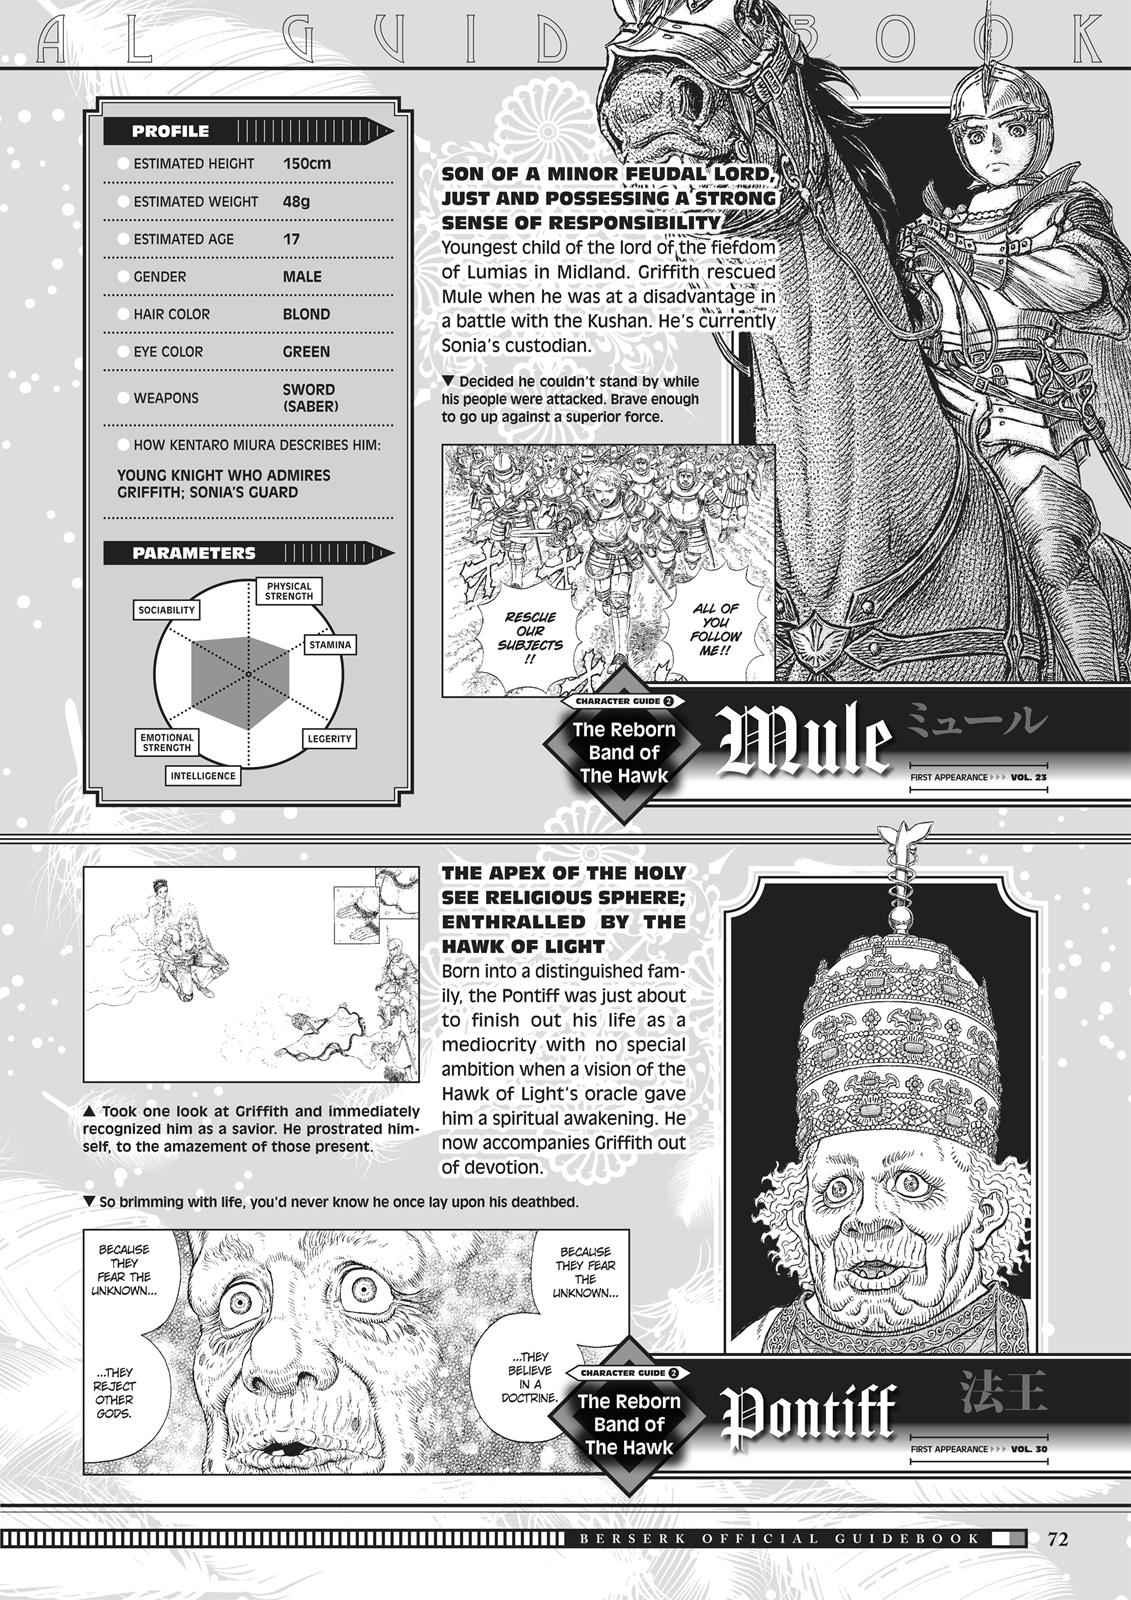 AL GUIDEBOOK
PROFILE
ESTIMATED HEIGHT 150cm
ESTIMATED WEIGHT 48g
ESTIMATED AGE 17
GENDER MALE
HAIR COLOR BLOND
EYE COLOR GREEN
WEAPONS SWORD
(SABER)
HOW KENTARO MIURA DESCRIBES HIM:
YOUNG KNIGHT WHO ADMIRES
GRIFFITH; SONIA'S GUARD
PARAMETERS
PHYSICAL
STRENGTH
SOCIABILITY
STAMINA
EMOTIONAL
STRENGTH
LEGERITY
INTELLIGENCE
SON OF A MINOR FEUDAL LORD,
JUST AND POSSESSING A STRONG
SENSE OF RESPONSIBILITY
Youngest child of the lord of the fiefdom
of Lumias in Midland. Griffith rescued
Mule when he was at a disadvantage in
a battle with the Kushan. He's currently
Sonia's custodian.
▼ Decided he couldn't stand by while
his people were attacked. Brave enough
to go up against a superior force.
RESCUE
OUR
SUBJECTS
!!
ALL OF
YOU
FOLLOW
ME!!
CHARACTER GUIDE 2
The Reborn
Band of
The Hawk
Mule ミュール
FIRST APPEARANCE ▷▷▷ VOL. 23
▲ Took one look at Griffith and immediately
recognized him as a savior. He prostrated him-
self, to the amazement of those present.
THE APEX OF THE HOLY
SEE RELIGIOUS SPHERE;
ENTHRALLED BY THE
HAWK OF LIGHT
Born into a distinguished fam-
ily, the Pontiff was just about
to finish out his life as a
mediocrity with no special
ambition when a vision of the
Hawk of Light's oracle gave
him a spiritual awakening. He
now accompanies Griffith out
of devotion.
▼ So brimming with life, you'd never know he once lay upon his deathbed.
BECAUSE
THEY
FEAR THE
UNKNOWN...
...THEY
REJECT
OTHER
GODS.
BECAUSE
THEY FEAR
THE
UNKNOWN...
...THEY
BELIEVE
IN A
DOCTRINE.
CHARACTER GUIDE 2
The Reborn
Band of
The Hawk
Pontiff 法王
FIRST APPEARANCE ▷▷▷ VOL. 30
BERSERK OFFICIAL GUIDEBOOK 72